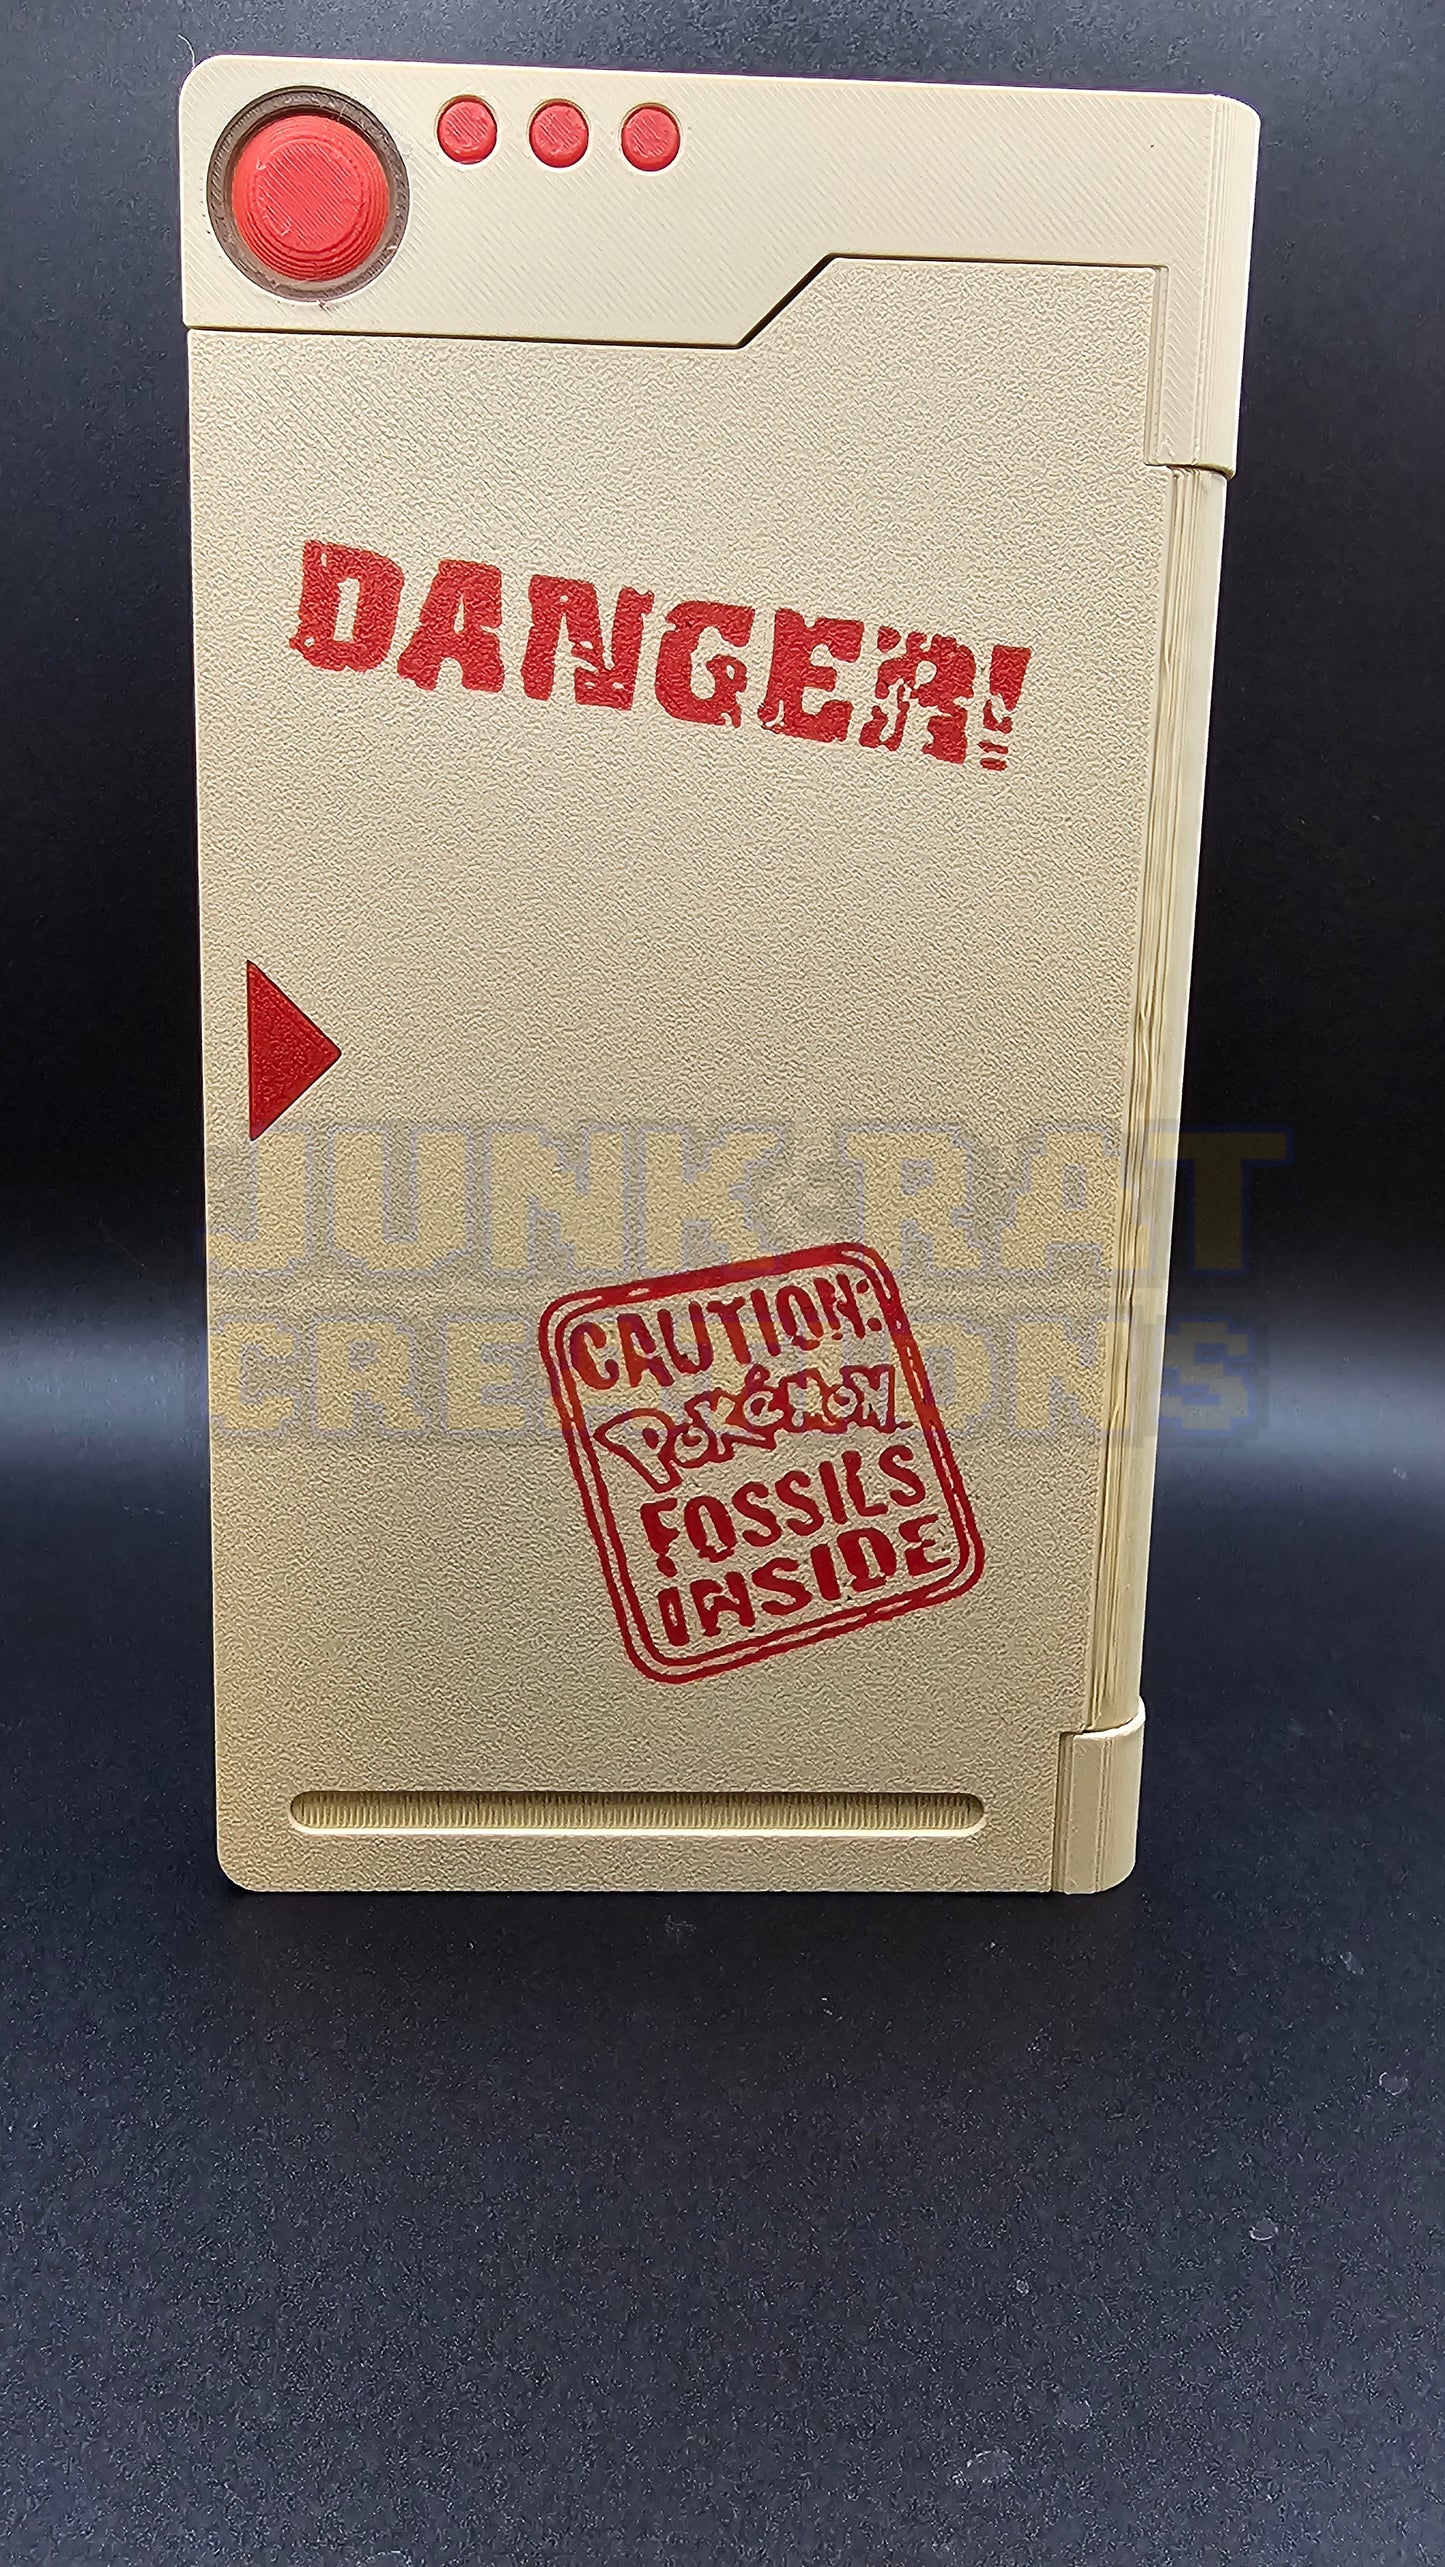 DANGER!
JUNK RAT
CREATIONS
CAUTION:
POKéMON
FOSSILS
INSIDE